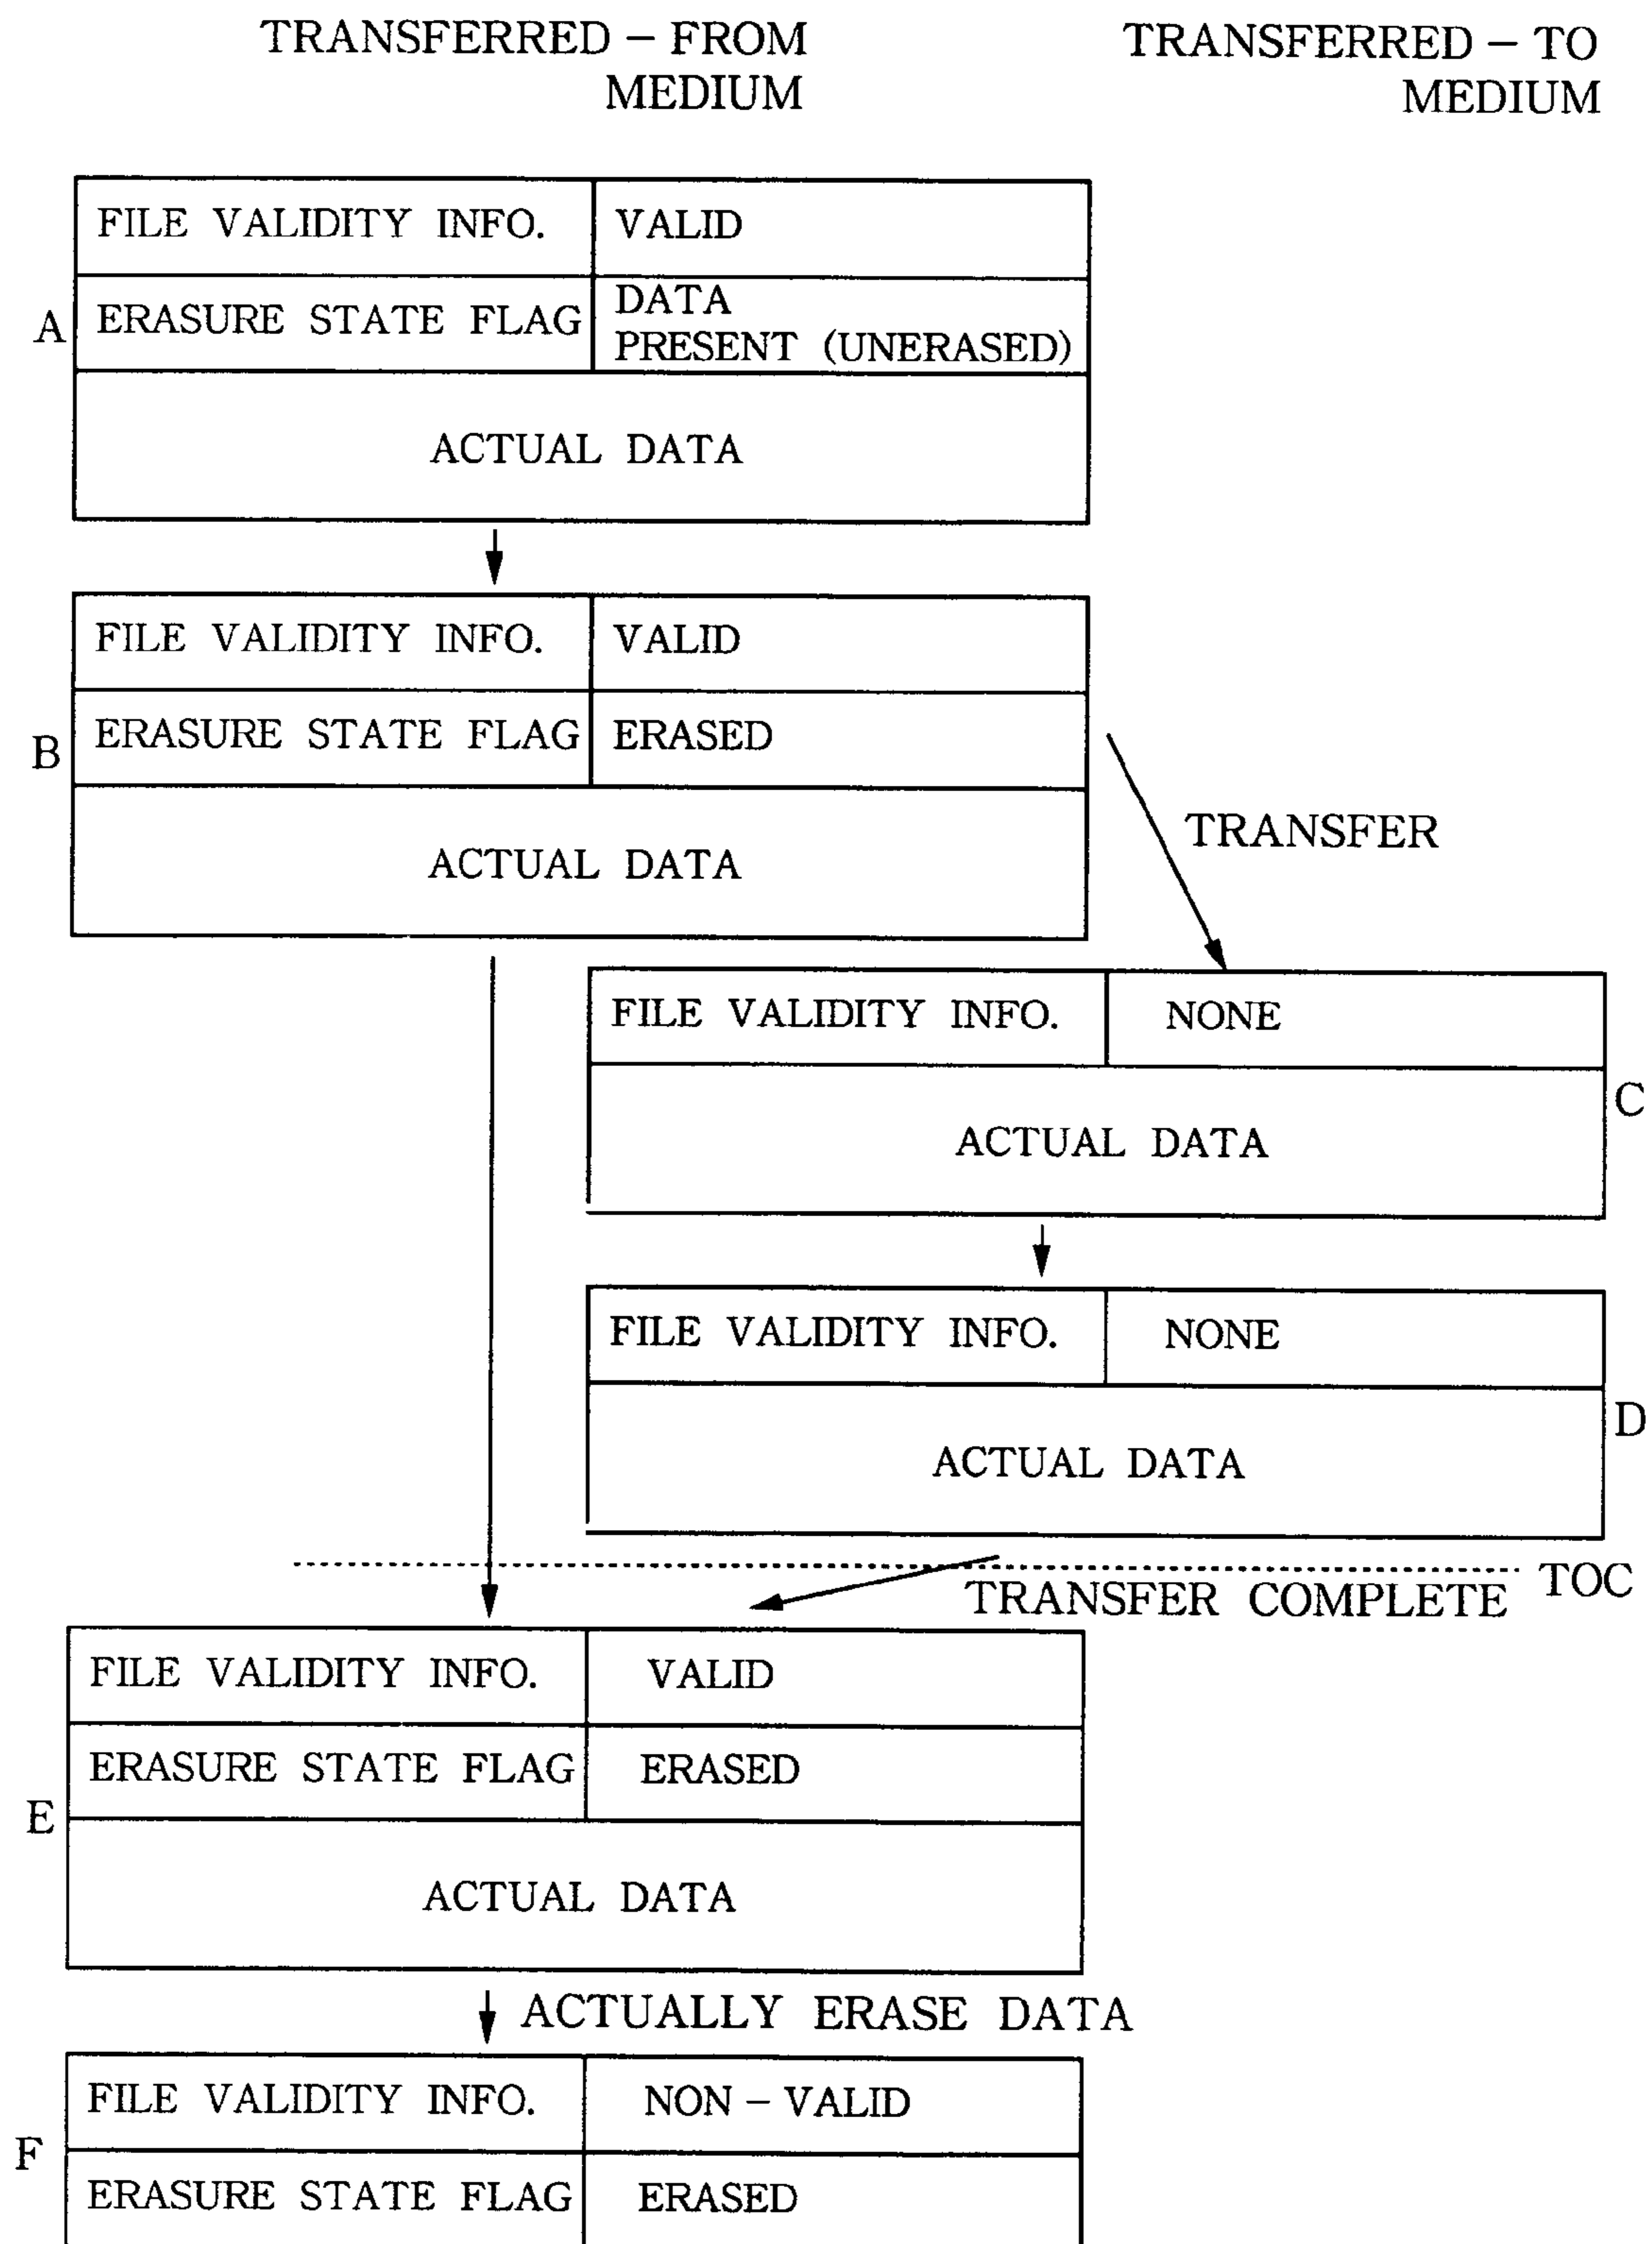 TRANSFERRED – FROM
MEDIUM
TRANSFERRED – TO
MEDIUM
FILE VALIDITY INFO.
VALID
A
ERASURE STATE FLAG
DATA
PRESENT (UNERASED)
ACTUAL DATA
FILE VALIDITY INFO.
VALID
B
ERASURE STATE FLAG
ERASED
ACTUAL DATA
TRANSFER
FILE VALIDITY INFO.
NONE
C
ACTUAL DATA
FILE VALIDITY INFO.
NONE
D
ACTUAL DATA
TOC
TRANSFER COMPLETE
FILE VALIDITY INFO.
VALID
ERASURE STATE FLAG
ERASED
E
ACTUAL DATA
ACTUALLY ERASE DATA
FILE VALIDITY INFO.
NON – VALID
F
ERASURE STATE FLAG
ERASED